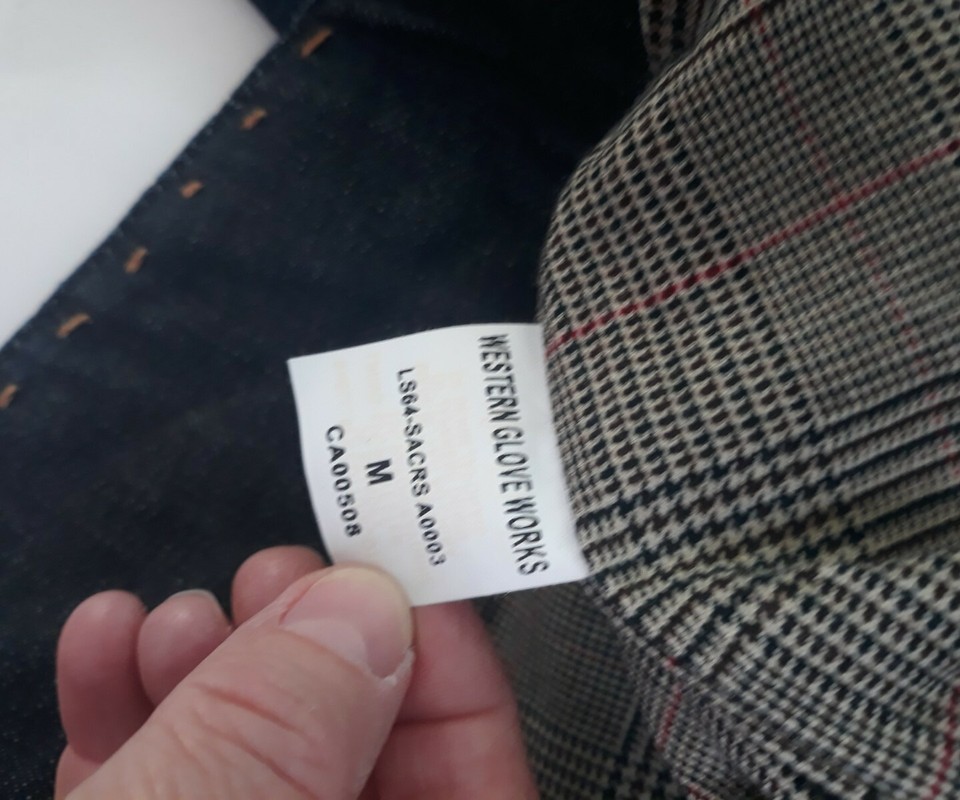 WESTERN GLOVE WORKS
LS64-SACRS A0003
M
CA00508